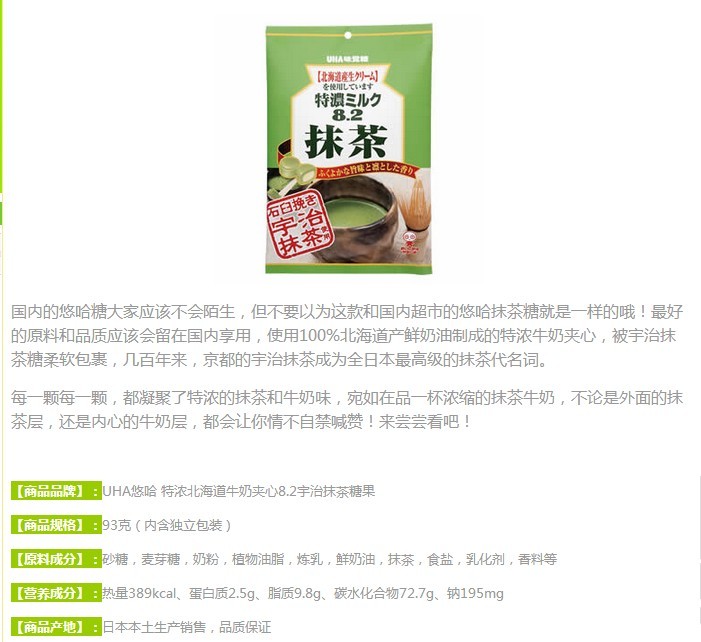 UHA味覚糖
【北海道産生クリーム】
を使用しています
特濃ミルク
8.2
抹茶
ふくよかな旨味と凛とした香り
石臼挽き
宇治
抹茶使用
国内的悠哈糖大家应该不会陌生，但不要以为这款和国内超市的悠哈抹茶糖就是一样的哦！最好
的原料和品质应该会留在国内享用，使用100%北海道产鲜奶油制成的特浓牛奶夹心，被宇治抹
茶糖柔软包裹，几百年来，京都的宇治抹茶成为全日本最高级的抹茶代名词。
每一颗每一颗，都凝聚了特浓的抹茶和牛奶味，宛如在品一杯浓缩的抹茶牛奶，不论是外面的抹
茶层，还是内心的牛奶层，都会让你情不自禁喊赞！来尝尝看吧！
【商品品牌】：UHA悠哈 特浓北海道牛奶夹心8.2宇治抹茶糖果
【商品规格】：93克（内含独立包装）
【原料成分】：砂糖，麦芽糖，奶粉，植物油脂，炼乳，鲜奶油，抹茶，食盐，乳化剂，香料等
【营养成分】：热量389kcal、蛋白质2.5g、脂质9.8g、碳水化合物72.7g、钠195mg
【商品产地】：日本本土生产销售，品质保证